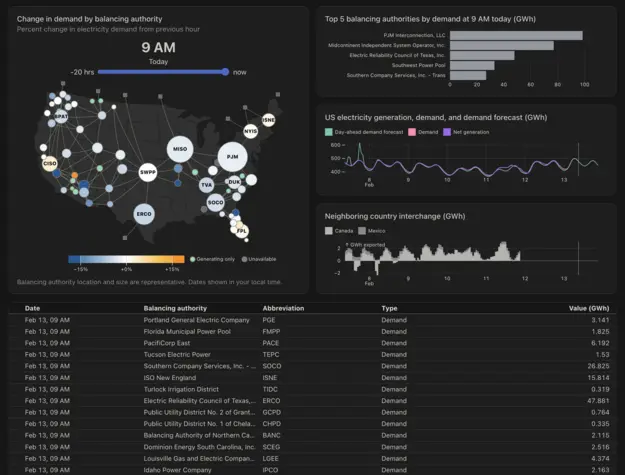 Change in demand by balancing authority
Percent change in electricity demand from previous hour
9 AM
Today
−20 hrs
now
BPAT
ISNE
NYIS
MISO
PJM
CISO
SWPP
TVA
DUK
SOCO
ERCO
FPL
−15%
+0%
+15%
Generating only
Unavailable
Balancing authority location and size are representative. Dates shown in your local time.
Top 5 balancing authorities by demand at 9 AM today (GWh)
PJM Interconnection, LLC
Midcontinent Independent System Operator, Inc.
Electric Reliability Council of Texas, Inc.
Southwest Power Pool
Southern Company Services, Inc. - Trans
0
10
20
30
40
50
60
70
80
90
100
US electricity generation, demand, and demand forecast (GWh)
Day-ahead demand forecast
Demand
Net generation
800
600
400
8
9
10
11
12
13
Feb
Neighboring country interchange (GWh)
Canada
Mexico
↑ GWh exported
2
0
−2
8
9
10
11
12
13
Feb
Date Balancing authority Abbreviation Type Value (GWh)
Feb 13, 09 AM Portland General Electric Company PGE Demand 3.141
Feb 13, 09 AM Florida Municipal Power Pool FMPP Demand 1.825
Feb 13, 09 AM PacifiCorp East PACE Demand 6.192
Feb 13, 09 AM Tucson Electric Power TEPC Demand 1.53
Feb 13, 09 AM Southern Company Services, Inc. - ... SOCO Demand 26.825
Feb 13, 09 AM ISO New England ISNE Demand 15.814
Feb 13, 09 AM Turlock Irrigation District TIDC Demand 0.319
Feb 13, 09 AM Electric Reliability Council of Texas,... ERCO Demand 47.881
Feb 13, 09 AM Public Utility District No. 2 of Grant... GCPD Demand 0.764
Feb 13, 09 AM Public Utility District No. 1 of Chela... CHPD Demand 0.335
Feb 13, 09 AM Balancing Authority of Northern Ca... BANC Demand 2.115
Feb 13, 09 AM Dominion Energy South Carolina, Inc. SCEG Demand 2.516
Feb 13, 09 AM Louisville Gas and Electric Compan... LGEE Demand 4.374
Feb 13, 09 AM Idaho Power Company IPCO Demand 2.163